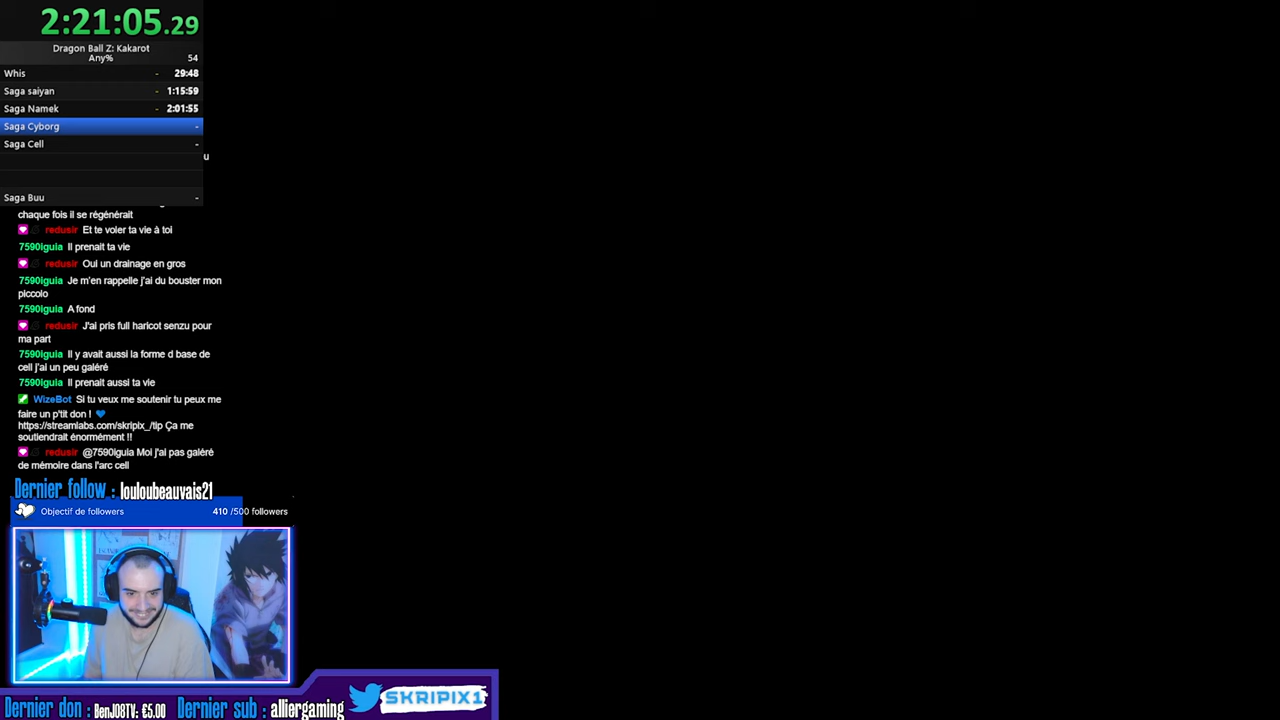 2:21:05.29
Dragon Ball Z: Kakarot
Any% 54
Whis - 29:48
Saga saiyan - 1:15:59
Saga Namek - 2:01:55
Saga Cyborg -
Saga Cell -
u
Saga Buu -
chaque fois il se régénérait
redusir Et te voler ta vie à toi
7590iguia Il prenait ta vie
redusir Oui un drainage en gros
7590iguia Je m'en rappelle j'ai du bouster mon
piccolo
7590iguia A fond
redusir J'ai pris full haricot senzu pour
ma part
7590iguia Il y avait aussi la forme d base de
cell j'ai un peu galéré
7590iguia Il prenait aussi ta vie
WizeBot Si tu veux me soutenir tu peux me
faire un p'tit don !
https://streamlabs.com/skripix_/tip Ça me
soutiendrait énormément !!
redusir @7590iguia Moi j'ai pas galéré
de mémoire dans l'arc cell
Dernier follow : louloubeauvais21
Objectif de followers 410 /500 followers
SKRIPIX1
Dernier don : BenJ08TV: €5.00 Dernier sub : alliergaming